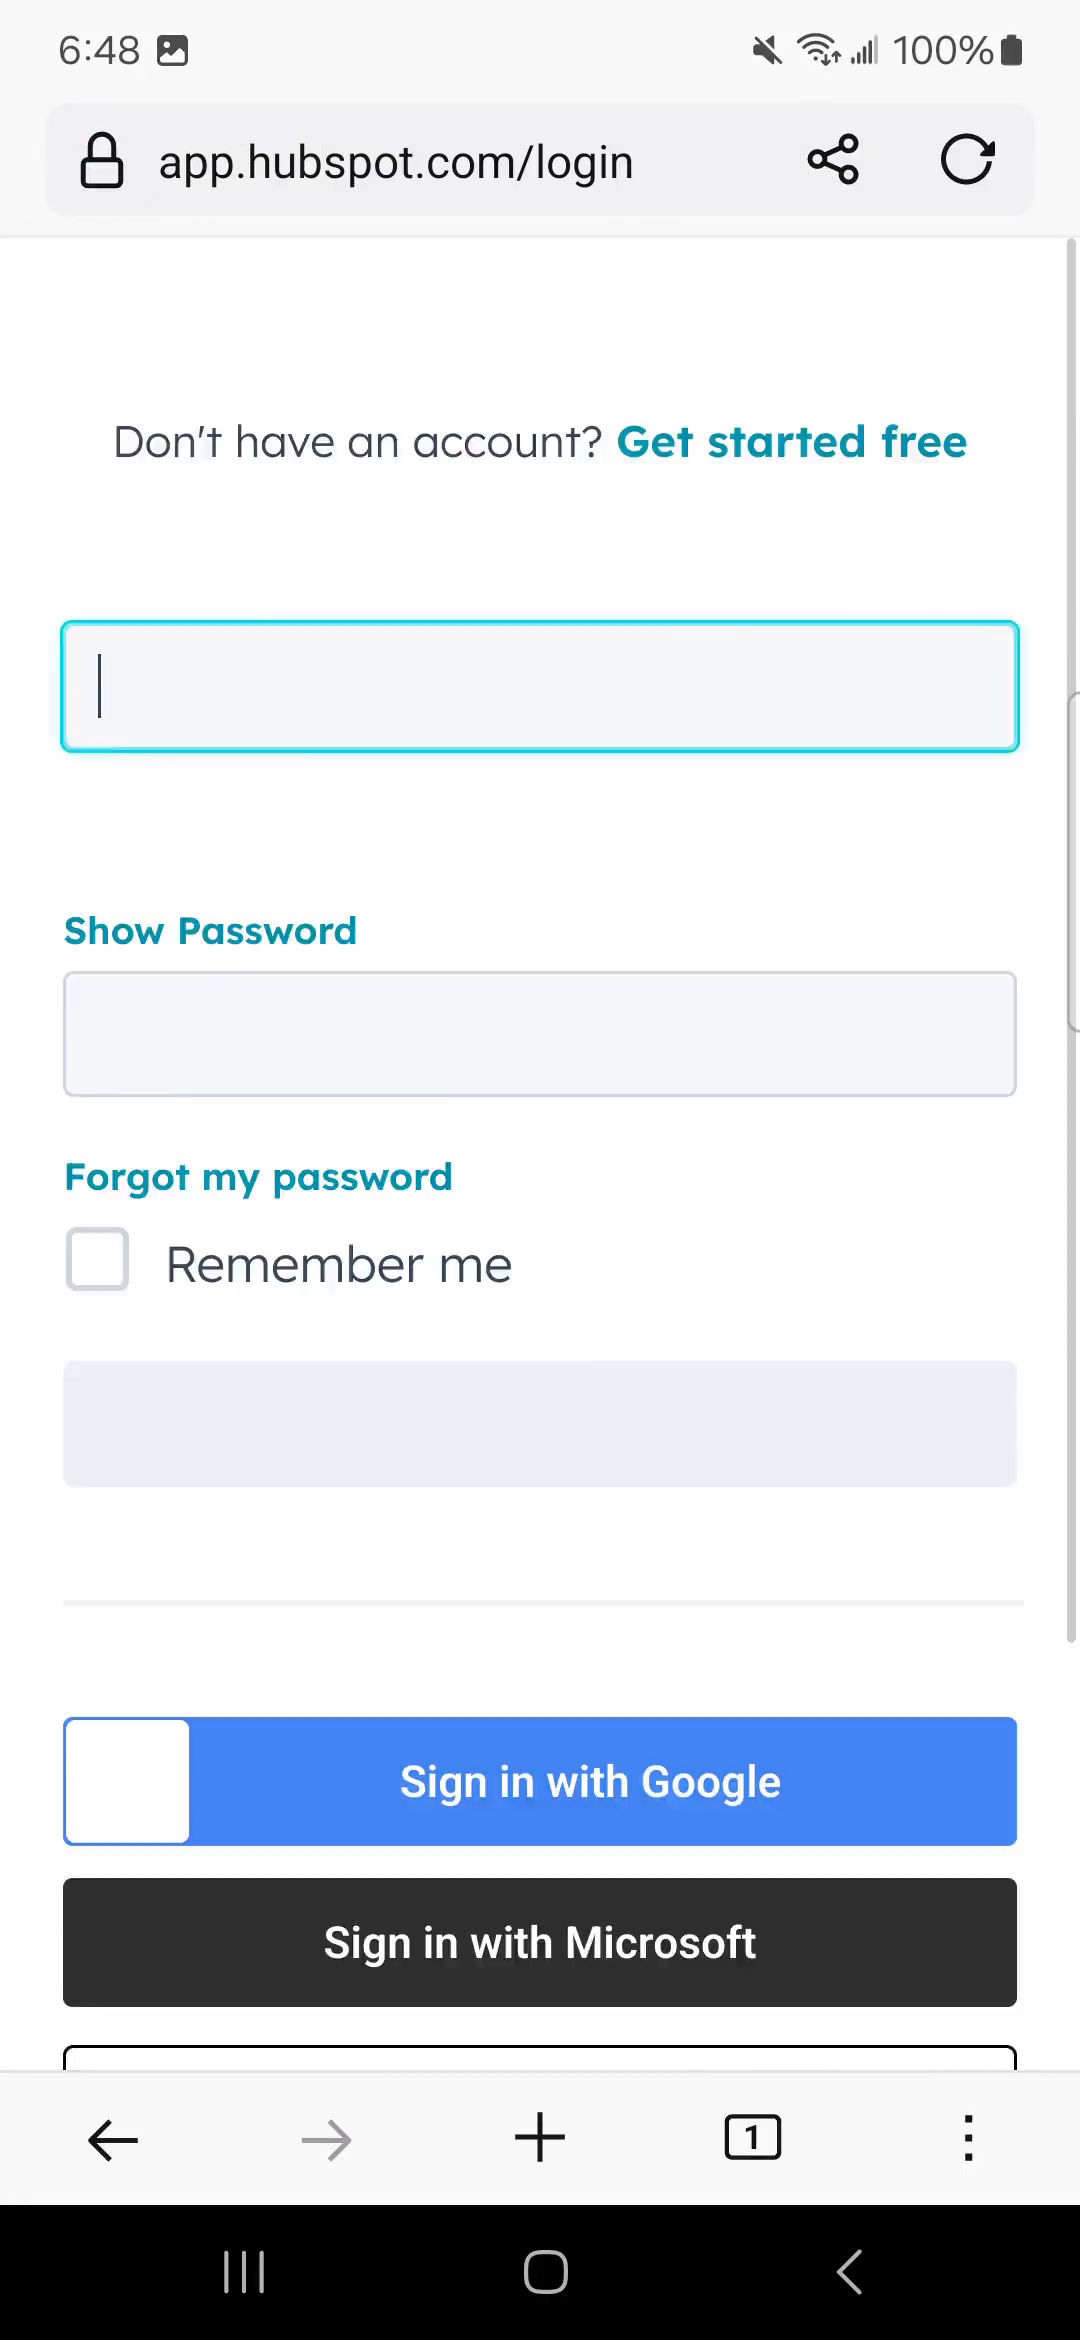 6:48
100%
app.hubspot.com/login
Don't have an account? Get started free
Show Password
Forgot my password
Remember me
Sign in with Google
Sign in with Microsoft
1